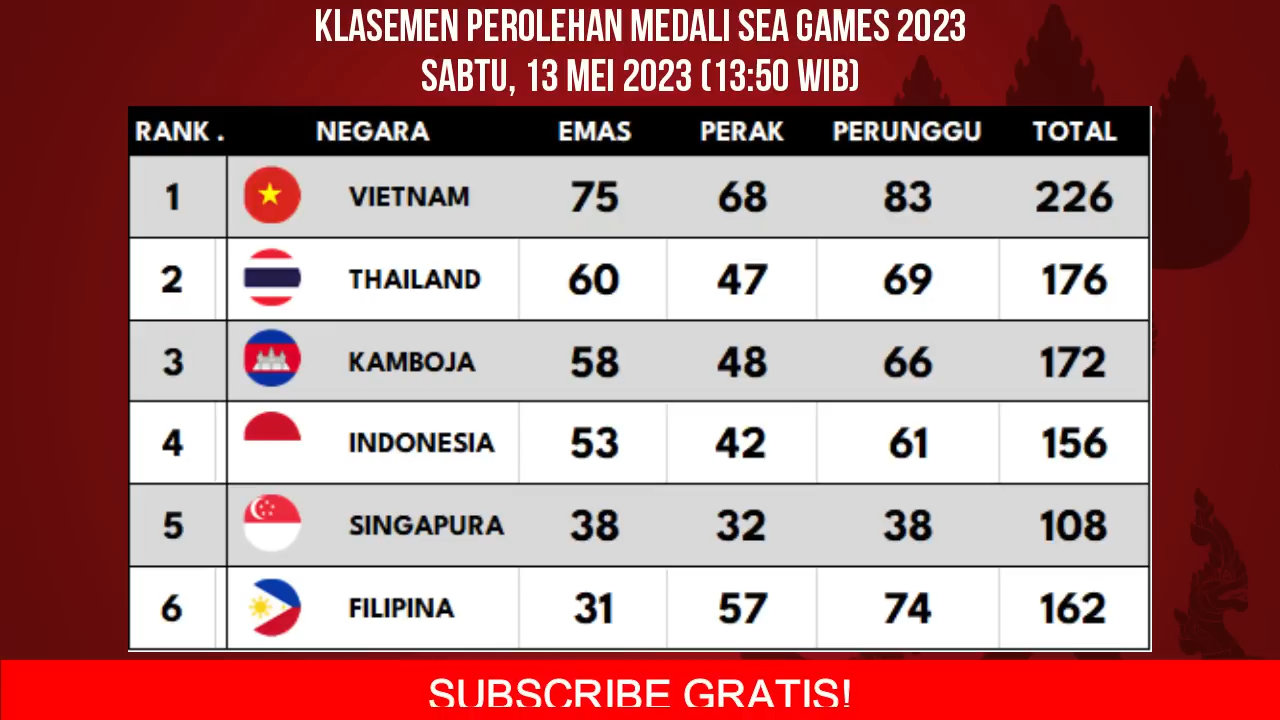 KLASEMEN PEROLEHAN MEDALI SEA GAMES 2023
SABTU, 13 MEI 2023 (13:50 WIB)
RANK . NEGARA EMAS PERAK PERUNGGU TOTAL
1 VIETNAM 75 68 83 226
2 THAILAND 60 47 69 176
3 KAMBOJA 58 48 66 172
4 INDONESIA 53 42 61 156
5 SINGAPURA 38 32 38 108
6 FILIPINA 31 57 74 162
SUBSCRIBE GRATIS!